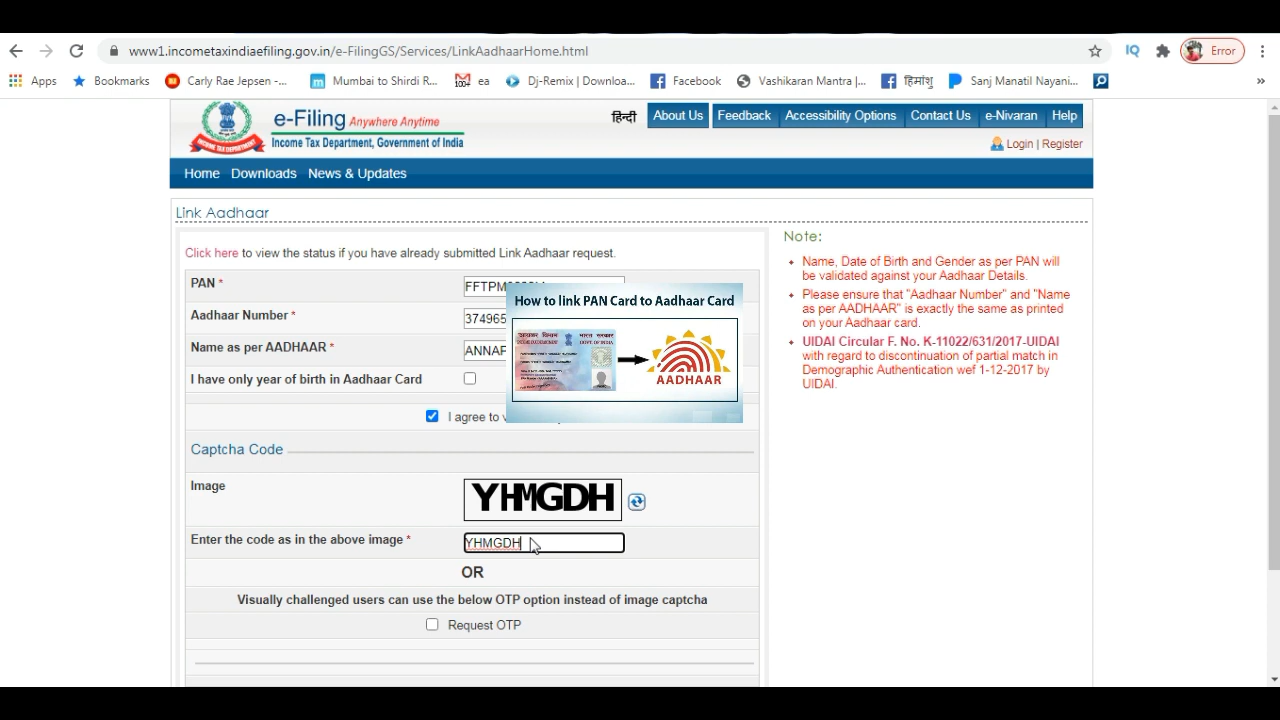 www1.incometaxindiaefiling.gov.in/e-FilingGS/Services/LinkAadhaarHome.html
IQ
Error
Apps
Bookmarks
Carly Rae Jepsen -...
Mumbai to Shirdi R...
100+ ea
Dj-Remix | Downloa...
Facebook
Vashikaran Mantra |...
हिमांशु
Sanj Manatil Nayani...
»
e-Filing Anywhere Anytime
Income Tax Department, Government of India
INCOME TAX DEPARTMENT
हिन्दी
About Us
Feedback
Accessibility Options
Contact Us
e-Nivaran
Help
Login | Register
Home
Downloads
News & Updates
Link Aadhaar
Click here to view the status if you have already submitted Link Aadhaar request.
PAN *
FFTPM
Aadhaar Number *
374965
Name as per AADHAAR *
ANNAP
I have only year of birth in Aadhaar Card
I agree to
How to link PAN Card to Aadhaar Card
AADHAAR
Captcha Code
Image
YHMGDH
Enter the code as in the above image *
YHMGDH
OR
Visually challenged users can use the below OTP option instead of image captcha
Request OTP
Note:
Name, Date of Birth and Gender as per PAN will
be validated against your Aadhaar Details.
Please ensure that "Aadhaar Number" and "Name
as per AADHAAR" is exactly the same as printed
on your Aadhaar card.
UIDAI Circular F. No. K-11022/631/2017-UIDAI
with regard to discontinuation of partial match in
Demographic Authentication wef 1-12-2017 by
UIDAI.